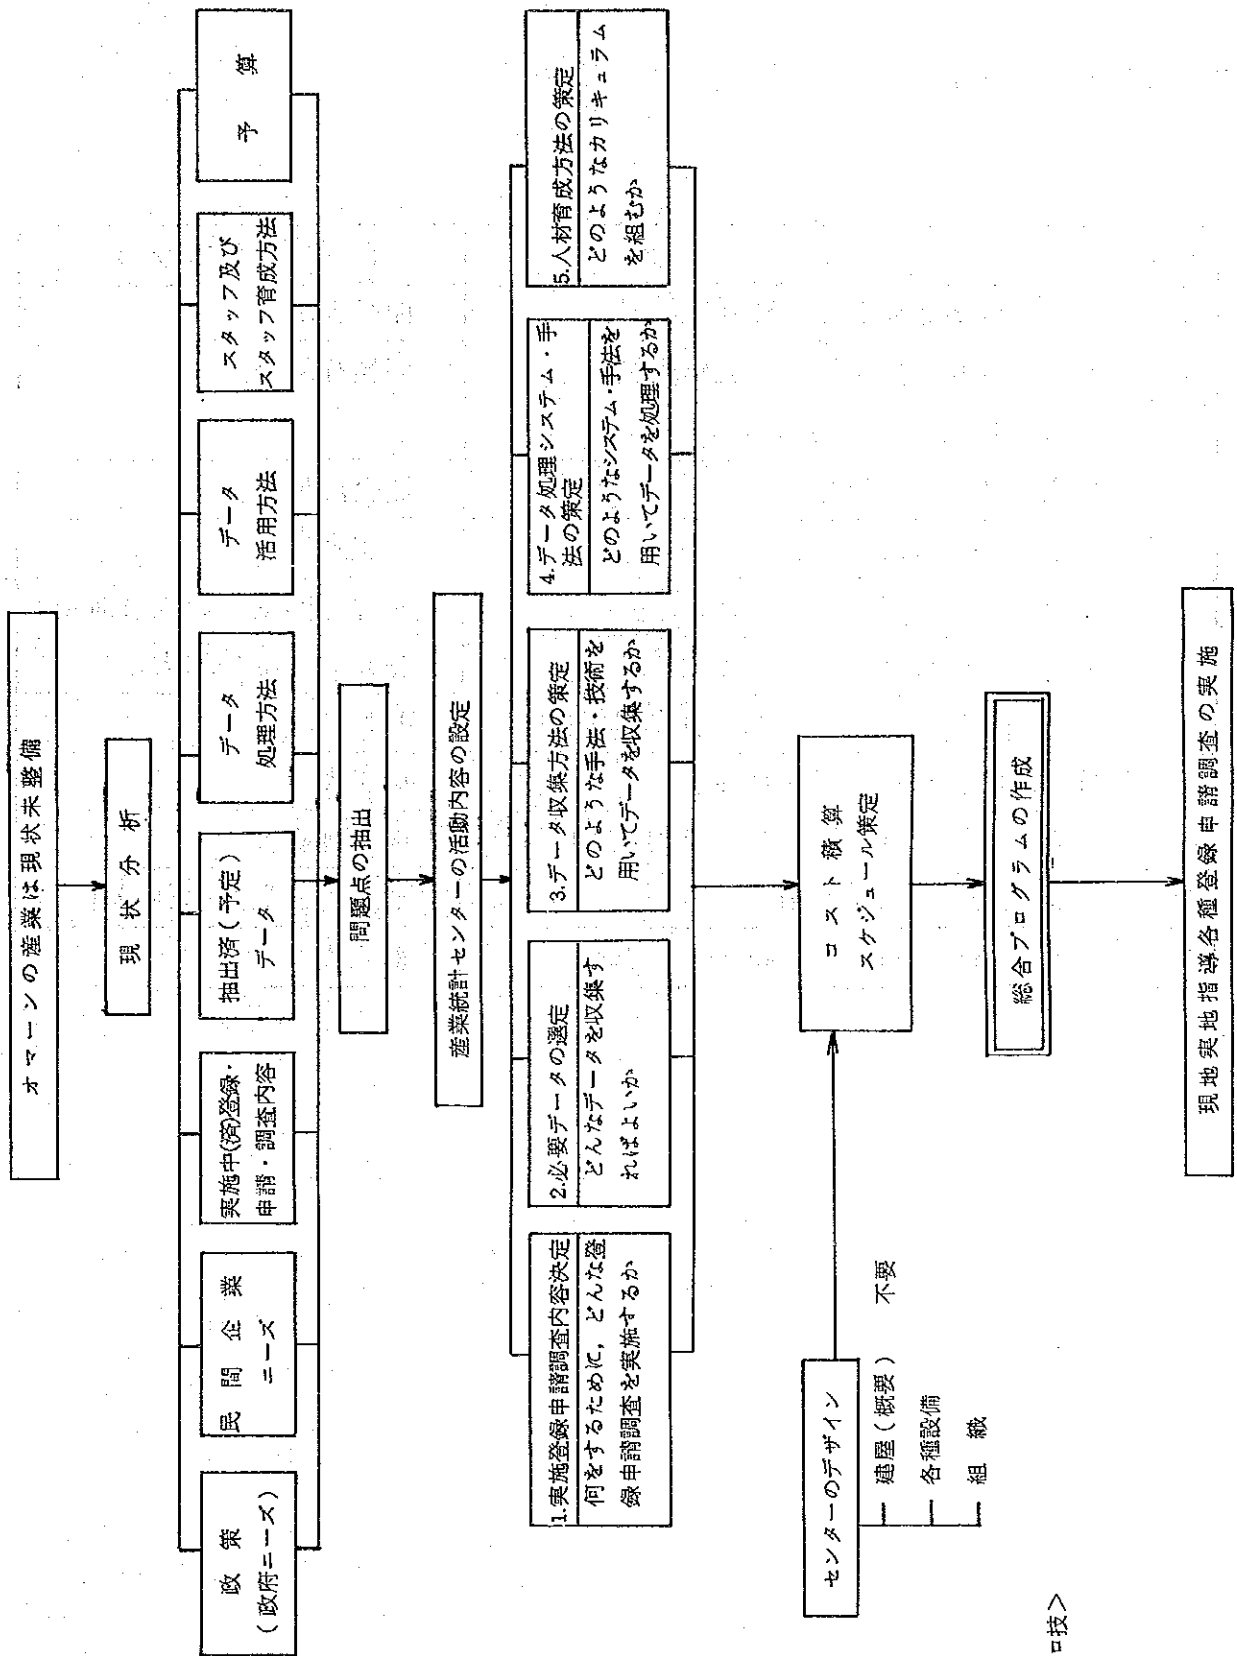 オマーンの産業は現状未整備
現状分析
政策
(政府ニーズ)
民間企業
ニーズ
実施中(済)登録・
申請・調査内容
抽出済(予定)
データ
データ
処理方法
データ
活用方法
スタッフ及び
スタッフ育成方法
予算
問題点の抽出
産業統計センターの活動内容の設定
1.実施登録申請調査内容決定
何をするために,どんな登
録申請調査を実施するか
2.必要データの選定
どんなデータを収集す
ればよいか
3.データ収集方法の策定
どのような手法・技術を
用いてデータを収集するか
4.データ処理システム・手
法の策定
どのようなシステム・手法を
用いてデータを処理するか
5.人材育成方法の策定
どのようなカリキュラム
を組むか
センターのデザイン
建屋(概要) 不要
各種設備
組織
コスト積算
スケジュール策定
総合プログラムの作成
現地実地指導各種登録申請調査の実施
ロ技>